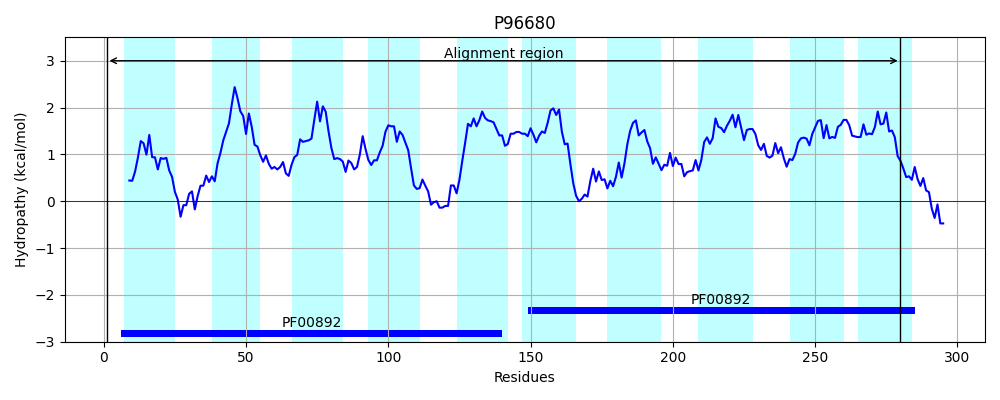 P96680
Alignment region
PF00892
PF00892
Hydropathy (kcal/mol)
3
2
1
0
−1
−2
−3
0 50 100 150 200 250 300
Residues